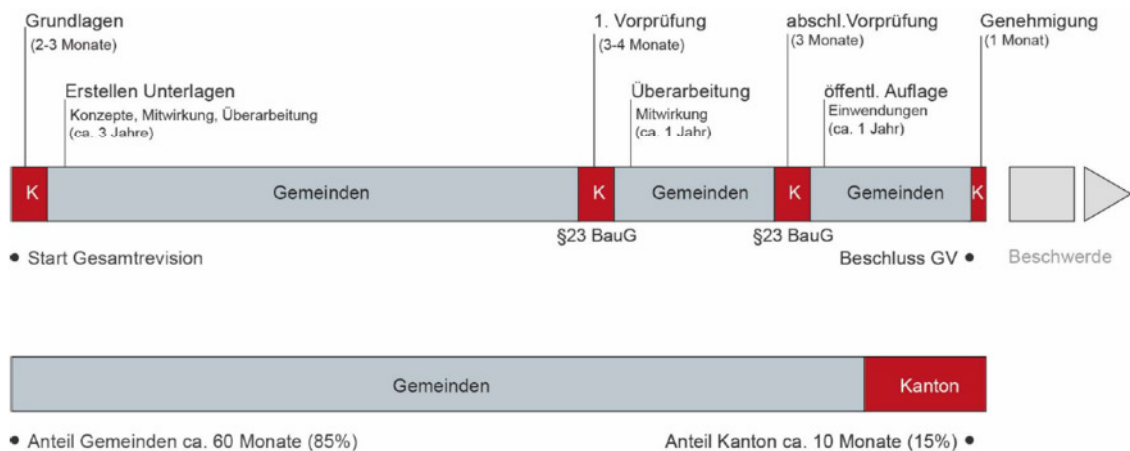 Grundlagen
(2-3 Monate)
1. Vorprüfung
(3-4 Monate)
abschl.Vorprüfung
(3 Monate)
Genehmigung
(1 Monat)
Erstellen Unterlagen
Konzepte, Mitwirkung, Überarbeitung
(ca. 3 Jahre)
Überarbeitung
Mitwirkung
(ca. 1 Jahr)
öffentl. Auflage
Einwendungen
(ca. 1 Jahr)
K
Gemeinden
K
Gemeinden
K
Gemeinden
K
§23 BauG
§23 BauG
• Start Gesamtrevision
Beschluss GV •
Beschwerde
Gemeinden
Kanton
• Anteil Gemeinden ca. 60 Monate (85%)
Anteil Kanton ca. 10 Monate (15%) •